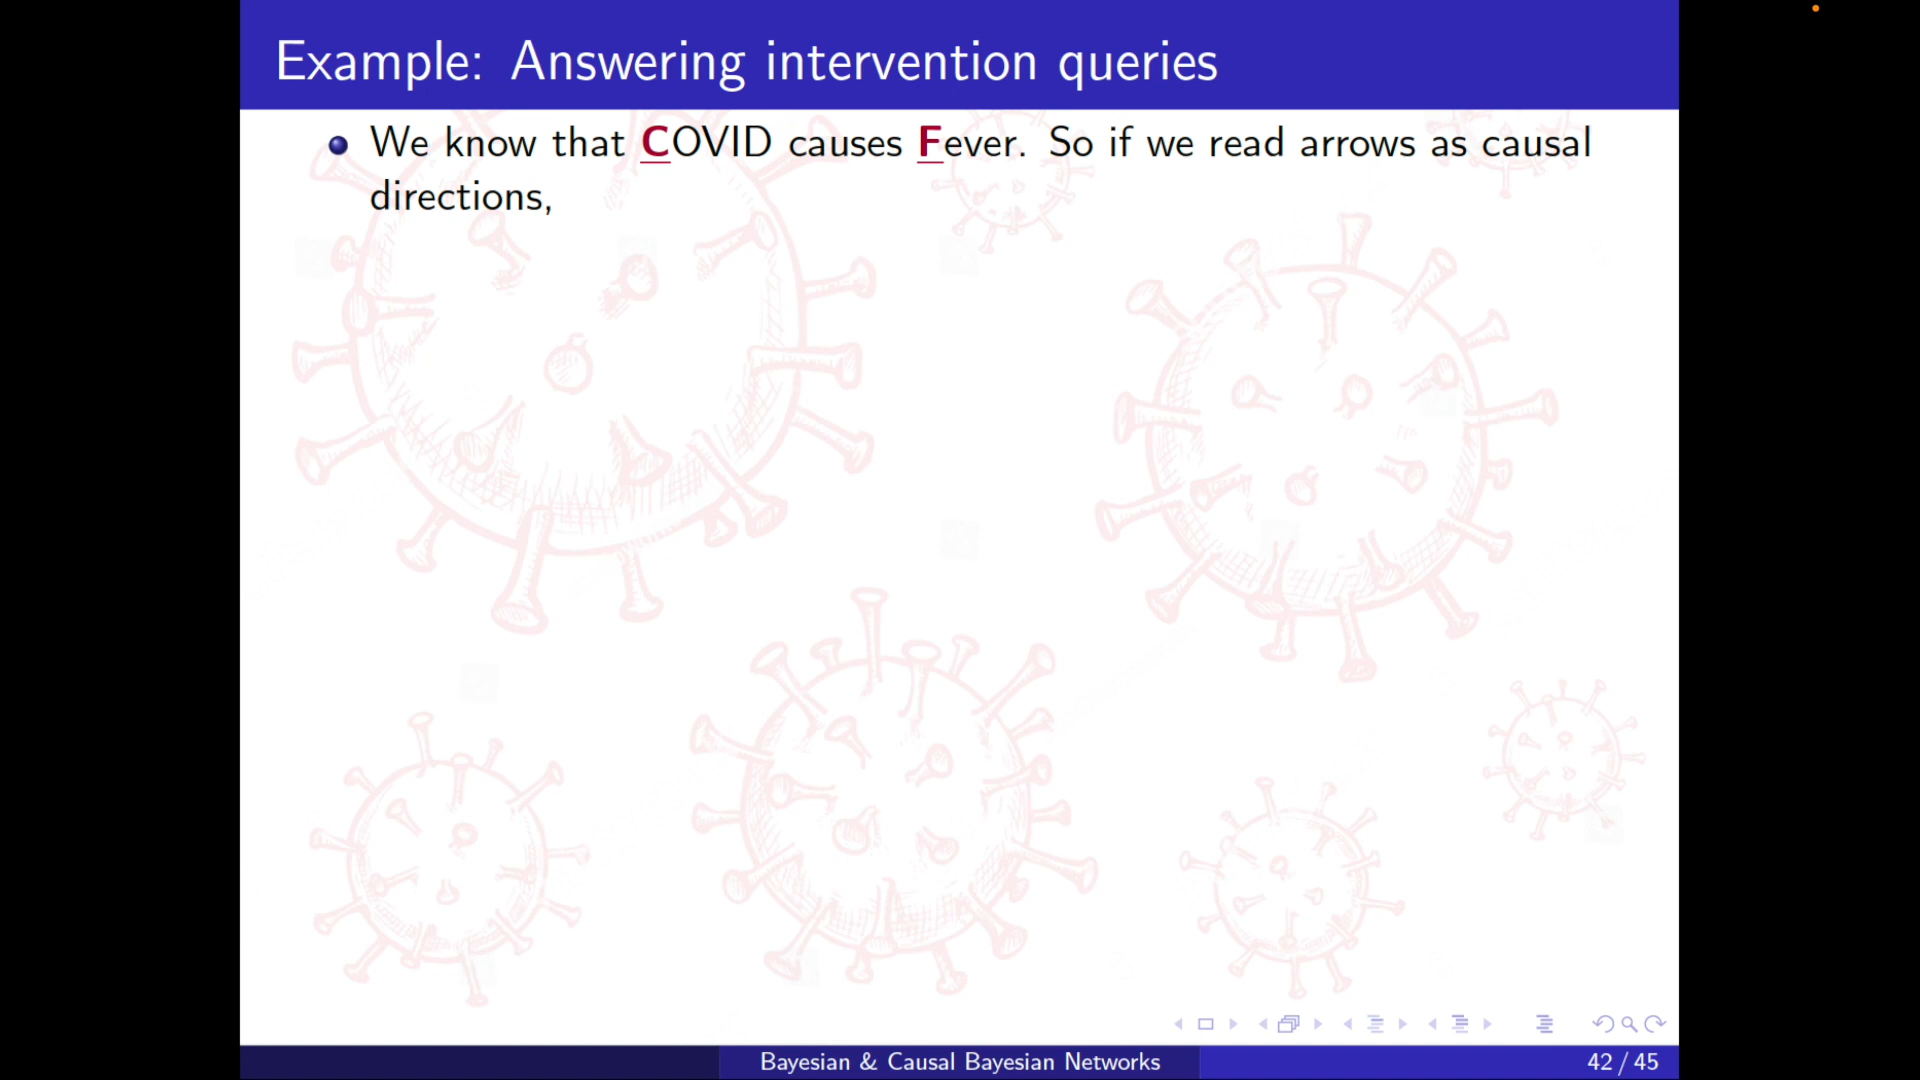 Example: Answering intervention queries
We know that COVID causes Fever. So if we read arrows as causal
directions,
Bayesian & Causal Bayesian Networks
42 / 45